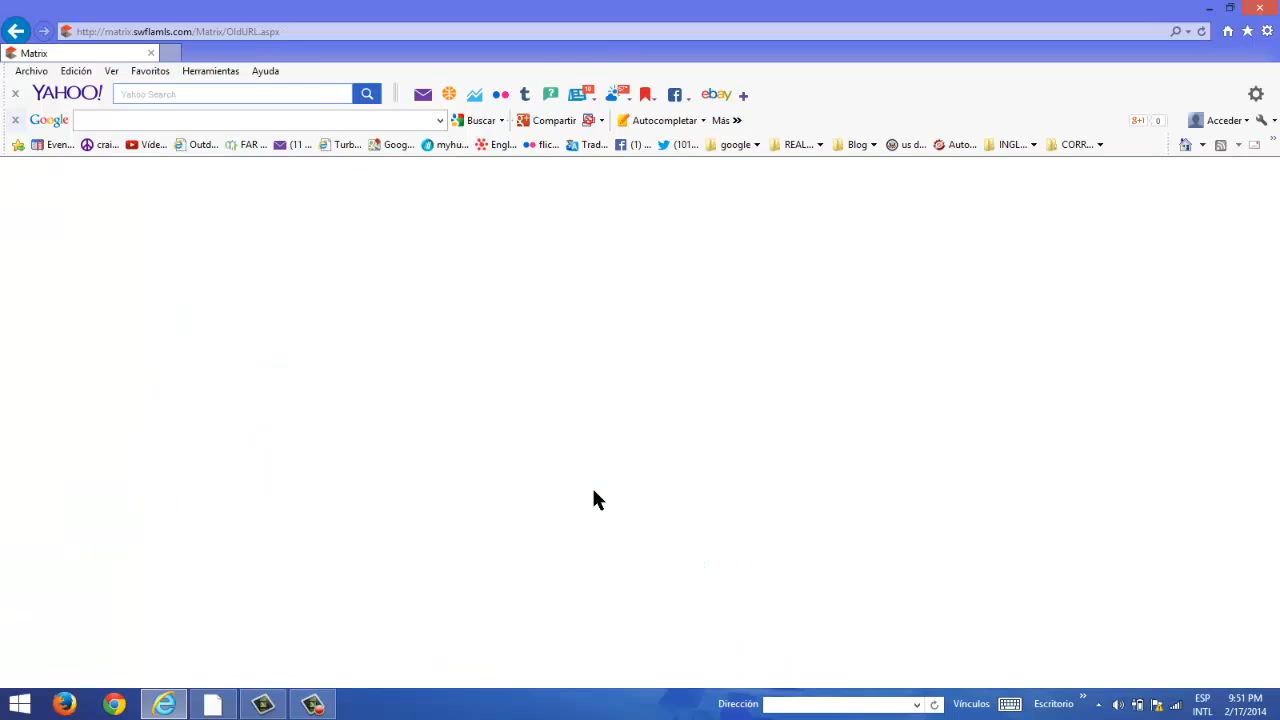 http://matrix.swflamls.com/Matrix/OldURL.aspx
Matrix
Archivo Edición Ver Favoritos Herramientas Ayuda
YAHOO! Yahoo Search ebay
Google Buscar Compartir Autocompletar Más » g+1 0 Acceder
Even... crai... Víde... Outd... FAR ... (11 ... Turb... Goog... myhu... Engl... flic... Trad... (1) ... (101... google REAL... Blog us d... Auto... INGL... CORR...
Dirección Vínculos Escritorio ESP 9:51 PM
INTL 2/17/2014